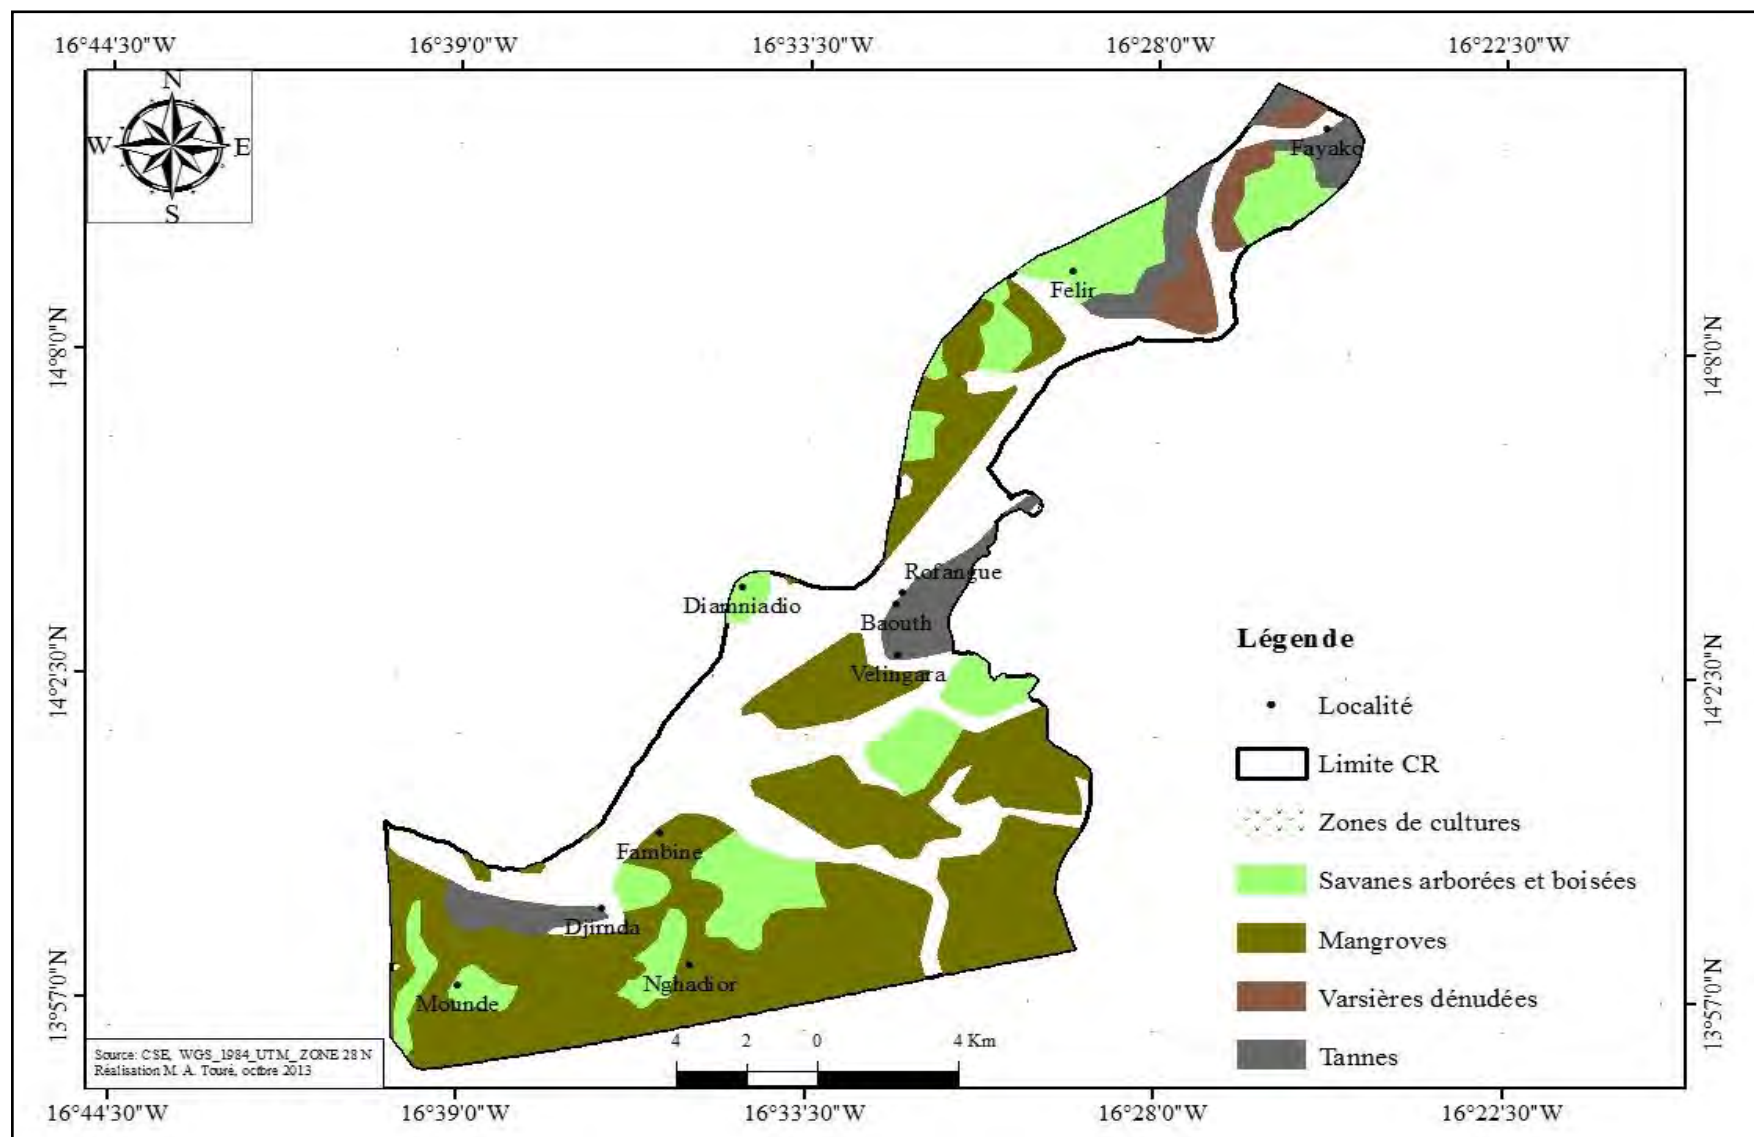 16°44'30"W 16°39'0"W 16°33'30"W 16°28'0"W 16°22'30"W
N
W E
S
Fayako
Felir
14°8'0"N 14°8'0"N
Rofangue
Diamniadio
Baouth
Velingara
14°2'30"N 14°2'30"N
Légende
Localité
Limite CR
Zones de cultures
Savanes arborées et boisées
Mangroves
Varsières dénudées
Tannes
Fambine
Djirnda
Nghadior
Mounde
13°57'0"N 13°57'0"N
Source: CSE, WGS_1984_UTM_ZONE 28 N
Réalisation M. A. Touré, octbre 2013
4 2 0 4 Km
16°44'30"W 16°39'0"W 16°33'30"W 16°28'0"W 16°22'30"W